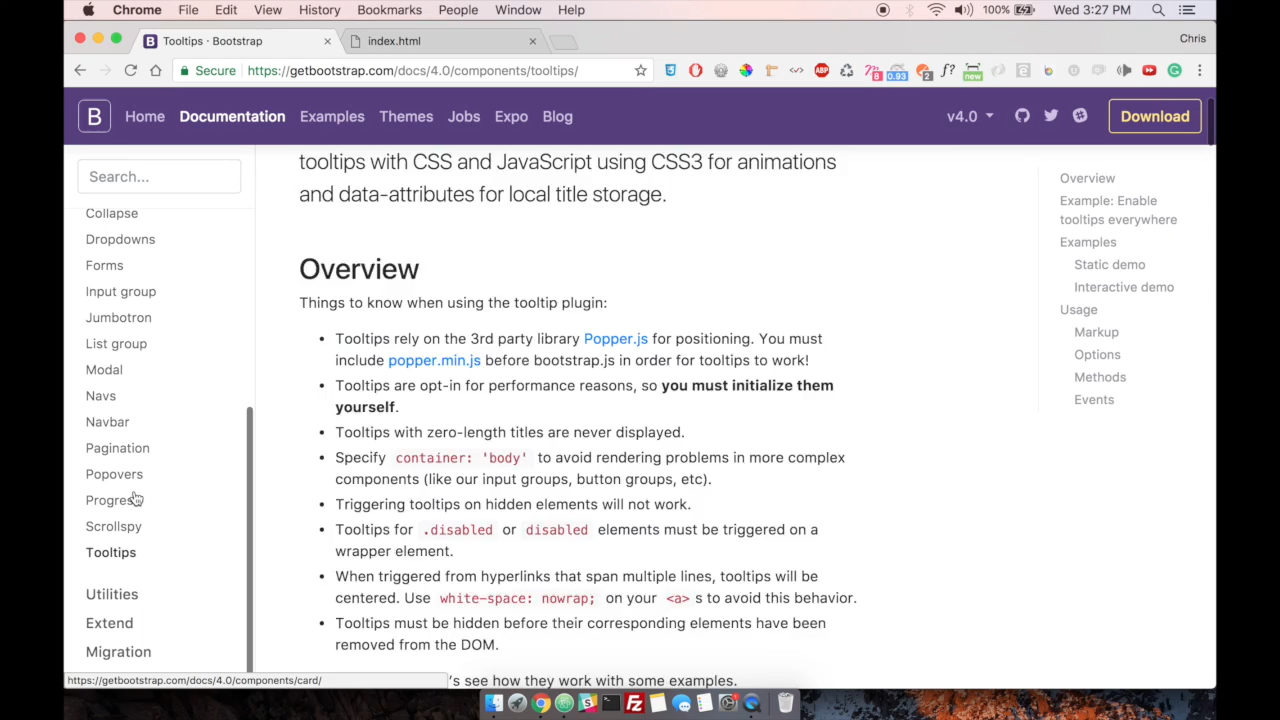 Chrome File Edit View History Bookmarks People Window Help 100% Wed 3:27 PM
Tooltips · Bootstrap index.html Chris
Secure https://getbootstrap.com/docs/4.0/components/tooltips/
B Home Documentation Examples Themes Jobs Expo Blog v4.0 Download
Search...
Collapse
Dropdowns
Forms
Input group
Jumbotron
List group
Modal
Navs
Navbar
Pagination
Popovers
Progress
Scrollspy
Tooltips
Utilities
Extend
Migration
tooltips with CSS and JavaScript using CSS3 for animations
and data-attributes for local title storage.
Overview
Things to know when using the tooltip plugin:
• Tooltips rely on the 3rd party library Popper.js for positioning. You must
include popper.min.js before bootstrap.js in order for tooltips to work!
• Tooltips are opt-in for performance reasons, so you must initialize them
yourself.
• Tooltips with zero-length titles are never displayed.
• Specify container: 'body' to avoid rendering problems in more complex
components (like our input groups, button groups, etc).
• Triggering tooltips on hidden elements will not work.
• Tooltips for .disabled or disabled elements must be triggered on a
wrapper element.
• When triggered from hyperlinks that span multiple lines, tooltips will be
centered. Use white-space: nowrap; on your <a> s to avoid this behavior.
• Tooltips must be hidden before their corresponding elements have been
removed from the DOM.
's see how they work with some examples.
Overview
Example: Enable
tooltips everywhere
Examples
Static demo
Interactive demo
Usage
Markup
Options
Methods
Events
https://getbootstrap.com/docs/4.0/components/card/